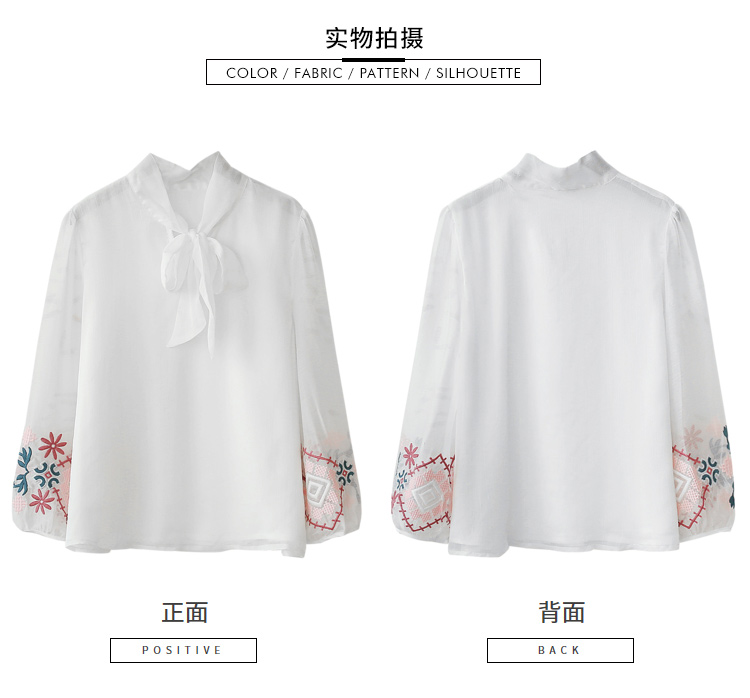 实物拍摄
COLOR / FABRIC / PATTERN / SILHOUETTE
正面
背面
POSITIVE
BACK